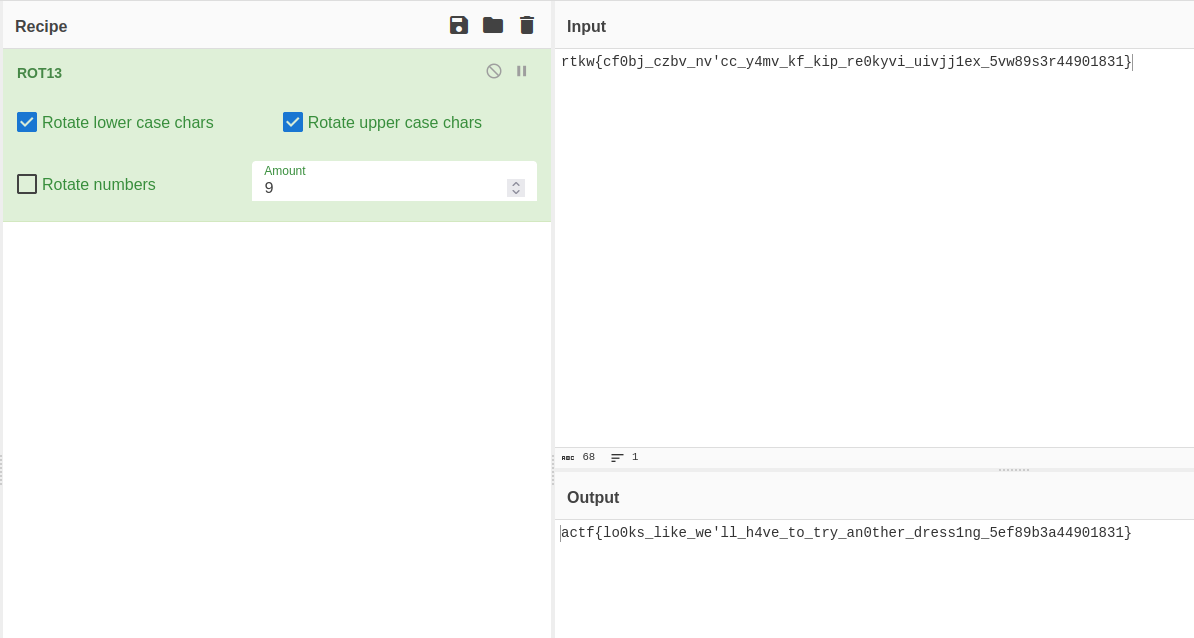 Recipe
ROT13
Rotate lower case chars
Rotate upper case chars
Rotate numbers
Amount
9
Input
rtkw{cf0bj_czbv_nv'cc_y4mv_kf_kip_re0kyvi_uivjj1ex_5vw89s3r44901831}
ABC 68 1
Output
actf{lo0ks_like_we'll_h4ve_to_try_an0ther_dress1ng_5ef89b3a44901831}